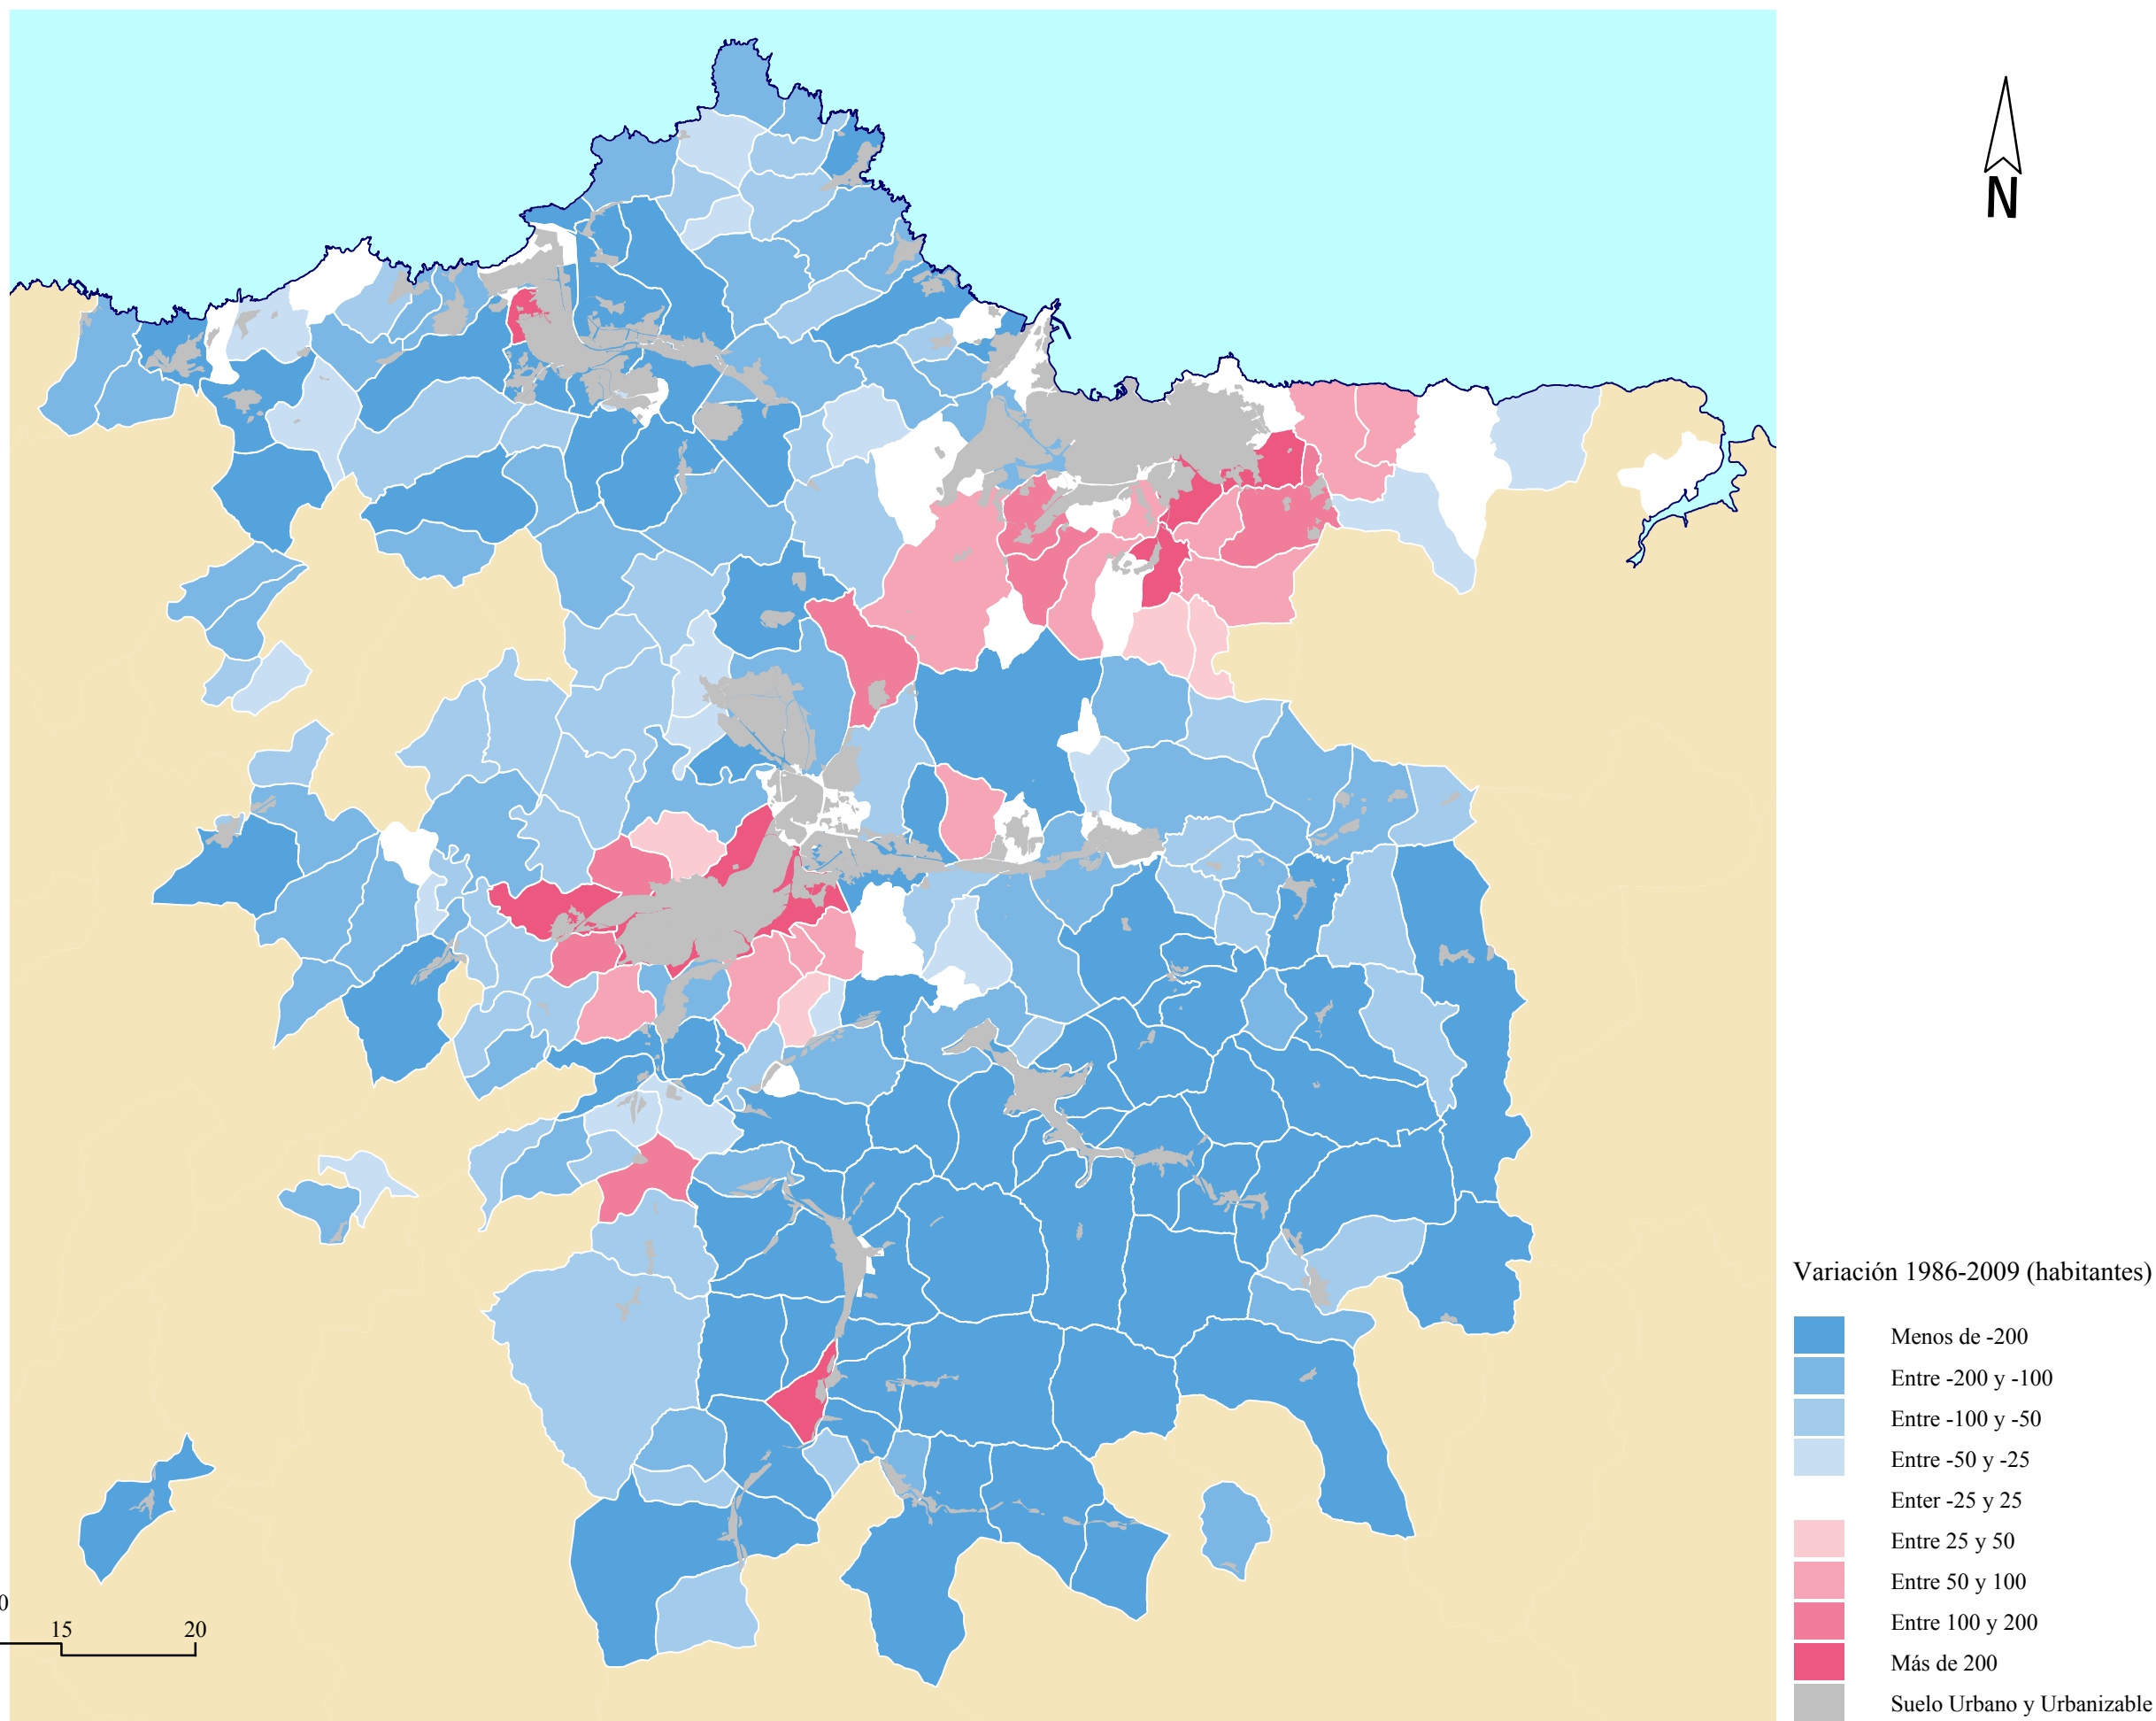 N
Variación 1986-2009 (habitantes)
Menos de -200
Entre -200 y -100
Entre -100 y -50
Entre -50 y -25
Enter -25 y 25
Entre 25 y 50
Entre 50 y 100
Entre 100 y 200
Más de 200
Suelo Urbano y Urbanizable
0
15 20